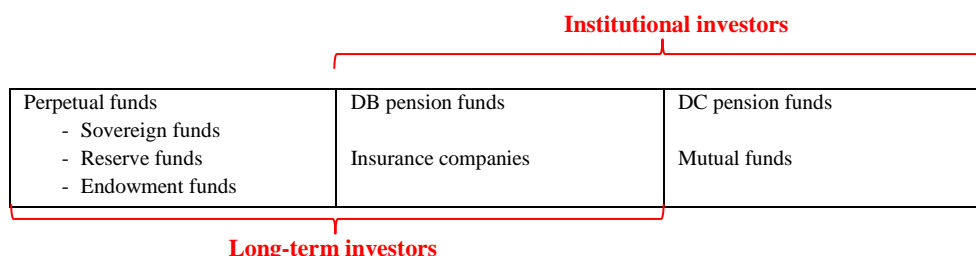 Institutional investors
Perpetual funds
- Sovereign funds
- Reserve funds
- Endowment funds
DB pension funds
Insurance companies
DC pension funds
Mutual funds
Long-term investors